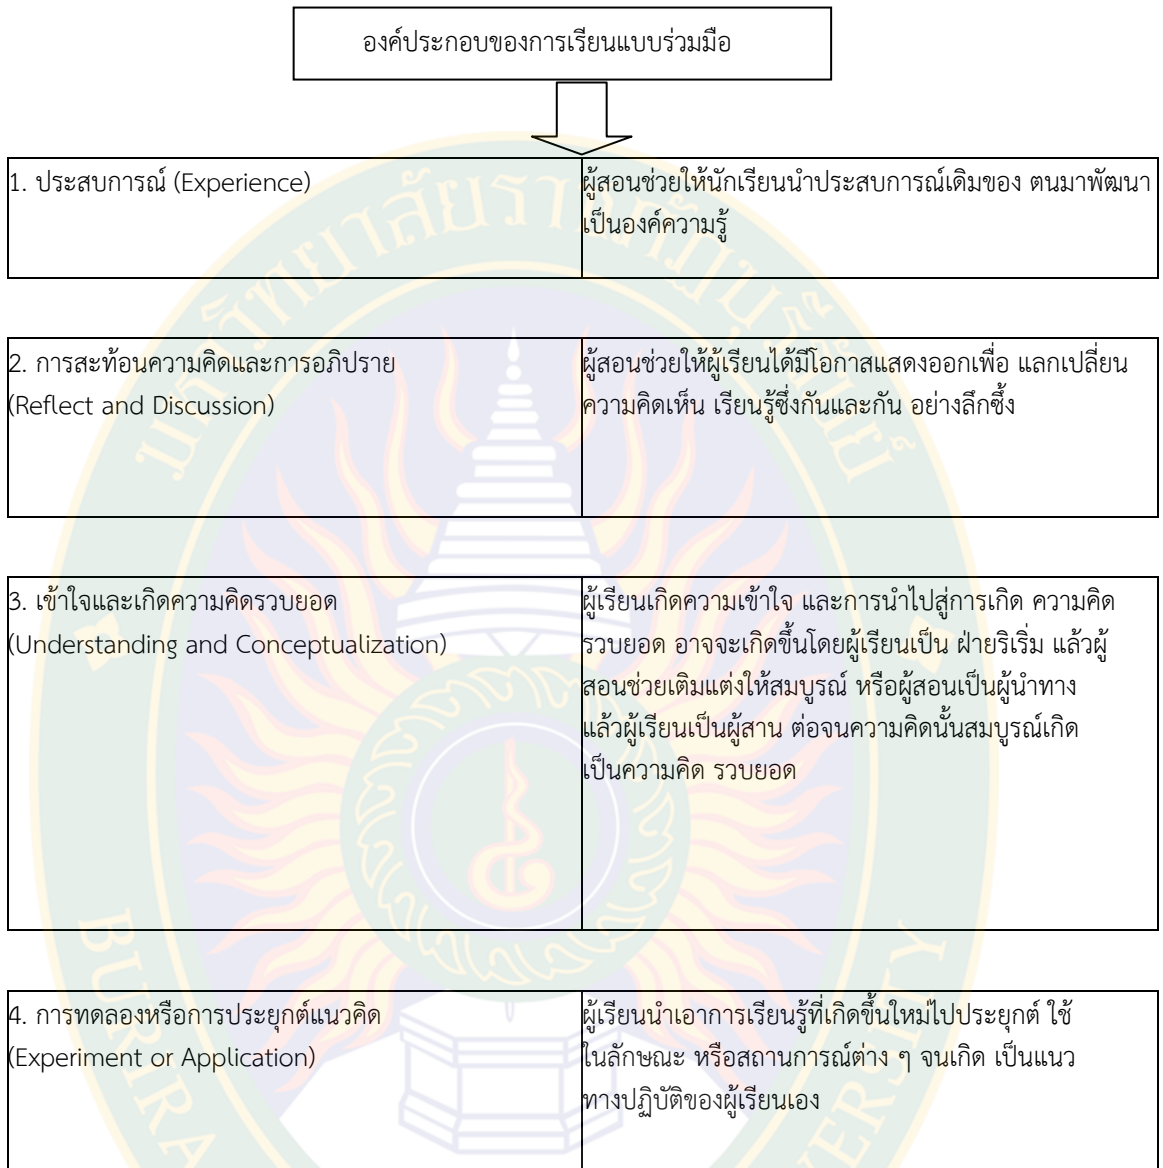 องค์ประกอบของการเรียนแบบร่วมมือ
1. ประสบการณ์ (Experience)
ผู้สอนช่วยให้นักเรียนนำประสบการณ์เดิมของ ตนมาพัฒนา
เป็นองค์ความรู้
2. การสะท้อนความคิดและการอภิปราย
(Reflect and Discussion)
ผู้สอนช่วยให้ผู้เรียนได้มีโอกาสแสดงออกเพื่อ แลกเปลี่ยน
ความคิดเห็น เรียนรู้ซึ่งกันและกัน อย่างลึกซึ้ง
3. เข้าใจและเกิดความคิดรวบยอด
(Understanding and Conceptualization)
ผู้เรียนเกิดความเข้าใจ และการนำไปสู่การเกิด ความคิด
รวบยอด อาจจะเกิดขึ้นโดยผู้เรียนเป็น ฝ่ายริเริ่ม แล้วผู้
สอนช่วยเติมแต่งให้สมบูรณ์ หรือผู้สอนเป็นผู้นำทาง
แล้วผู้เรียนเป็นผู้สาน ต่อจนความคิดนั้นสมบูรณ์เกิด
เป็นความคิด รวบยอด
4. การทดลองหรือการประยุกต์แนวคิด
(Experiment or Application)
ผู้เรียนนำเอาการเรียนรู้ที่เกิดขึ้นใหม่ไปประยุกต์ ใช้
ในลักษณะ หรือสถานการณ์ต่าง ๆ จนเกิด เป็นแนว
ทางปฏิบัติของผู้เรียนเอง
มหาวิทยาลัยราชภัฏบุรีรัมย์